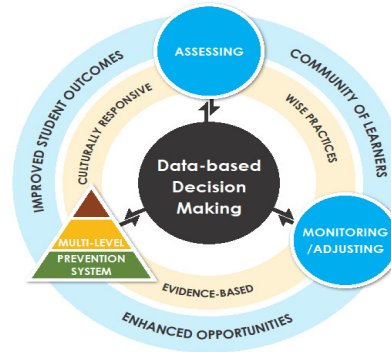 ASSESSING
IMPROVED STUDENT OUTCOMES
COMMUNITY OF LEARNERS
CULTURALLY RESPONSIVE
WISE PRACTICES
Data-based
Decision
Making
MULTI-LEVEL
PREVENTION
SYSTEM
MONITORING
/ADJUSTING
EVIDENCE-BASED
ENHANCED OPPORTUNITIES